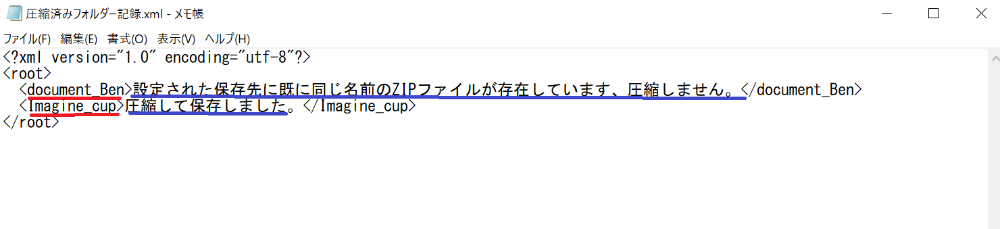 圧縮済みフォルダー記録.xml - メモ帳
ファイル(F) 編集(E) 書式(O) 表示(V) ヘルプ(H)
<?xml version="1.0" encoding="utf-8"?>
<root>
  <document_Ben>設定された保存先に既に同じ名前のZIPファイルが存在しています、圧縮しません。</document_Ben>
  <Imagine_cup>圧縮して保存しました。</Imagine_cup>
</root>